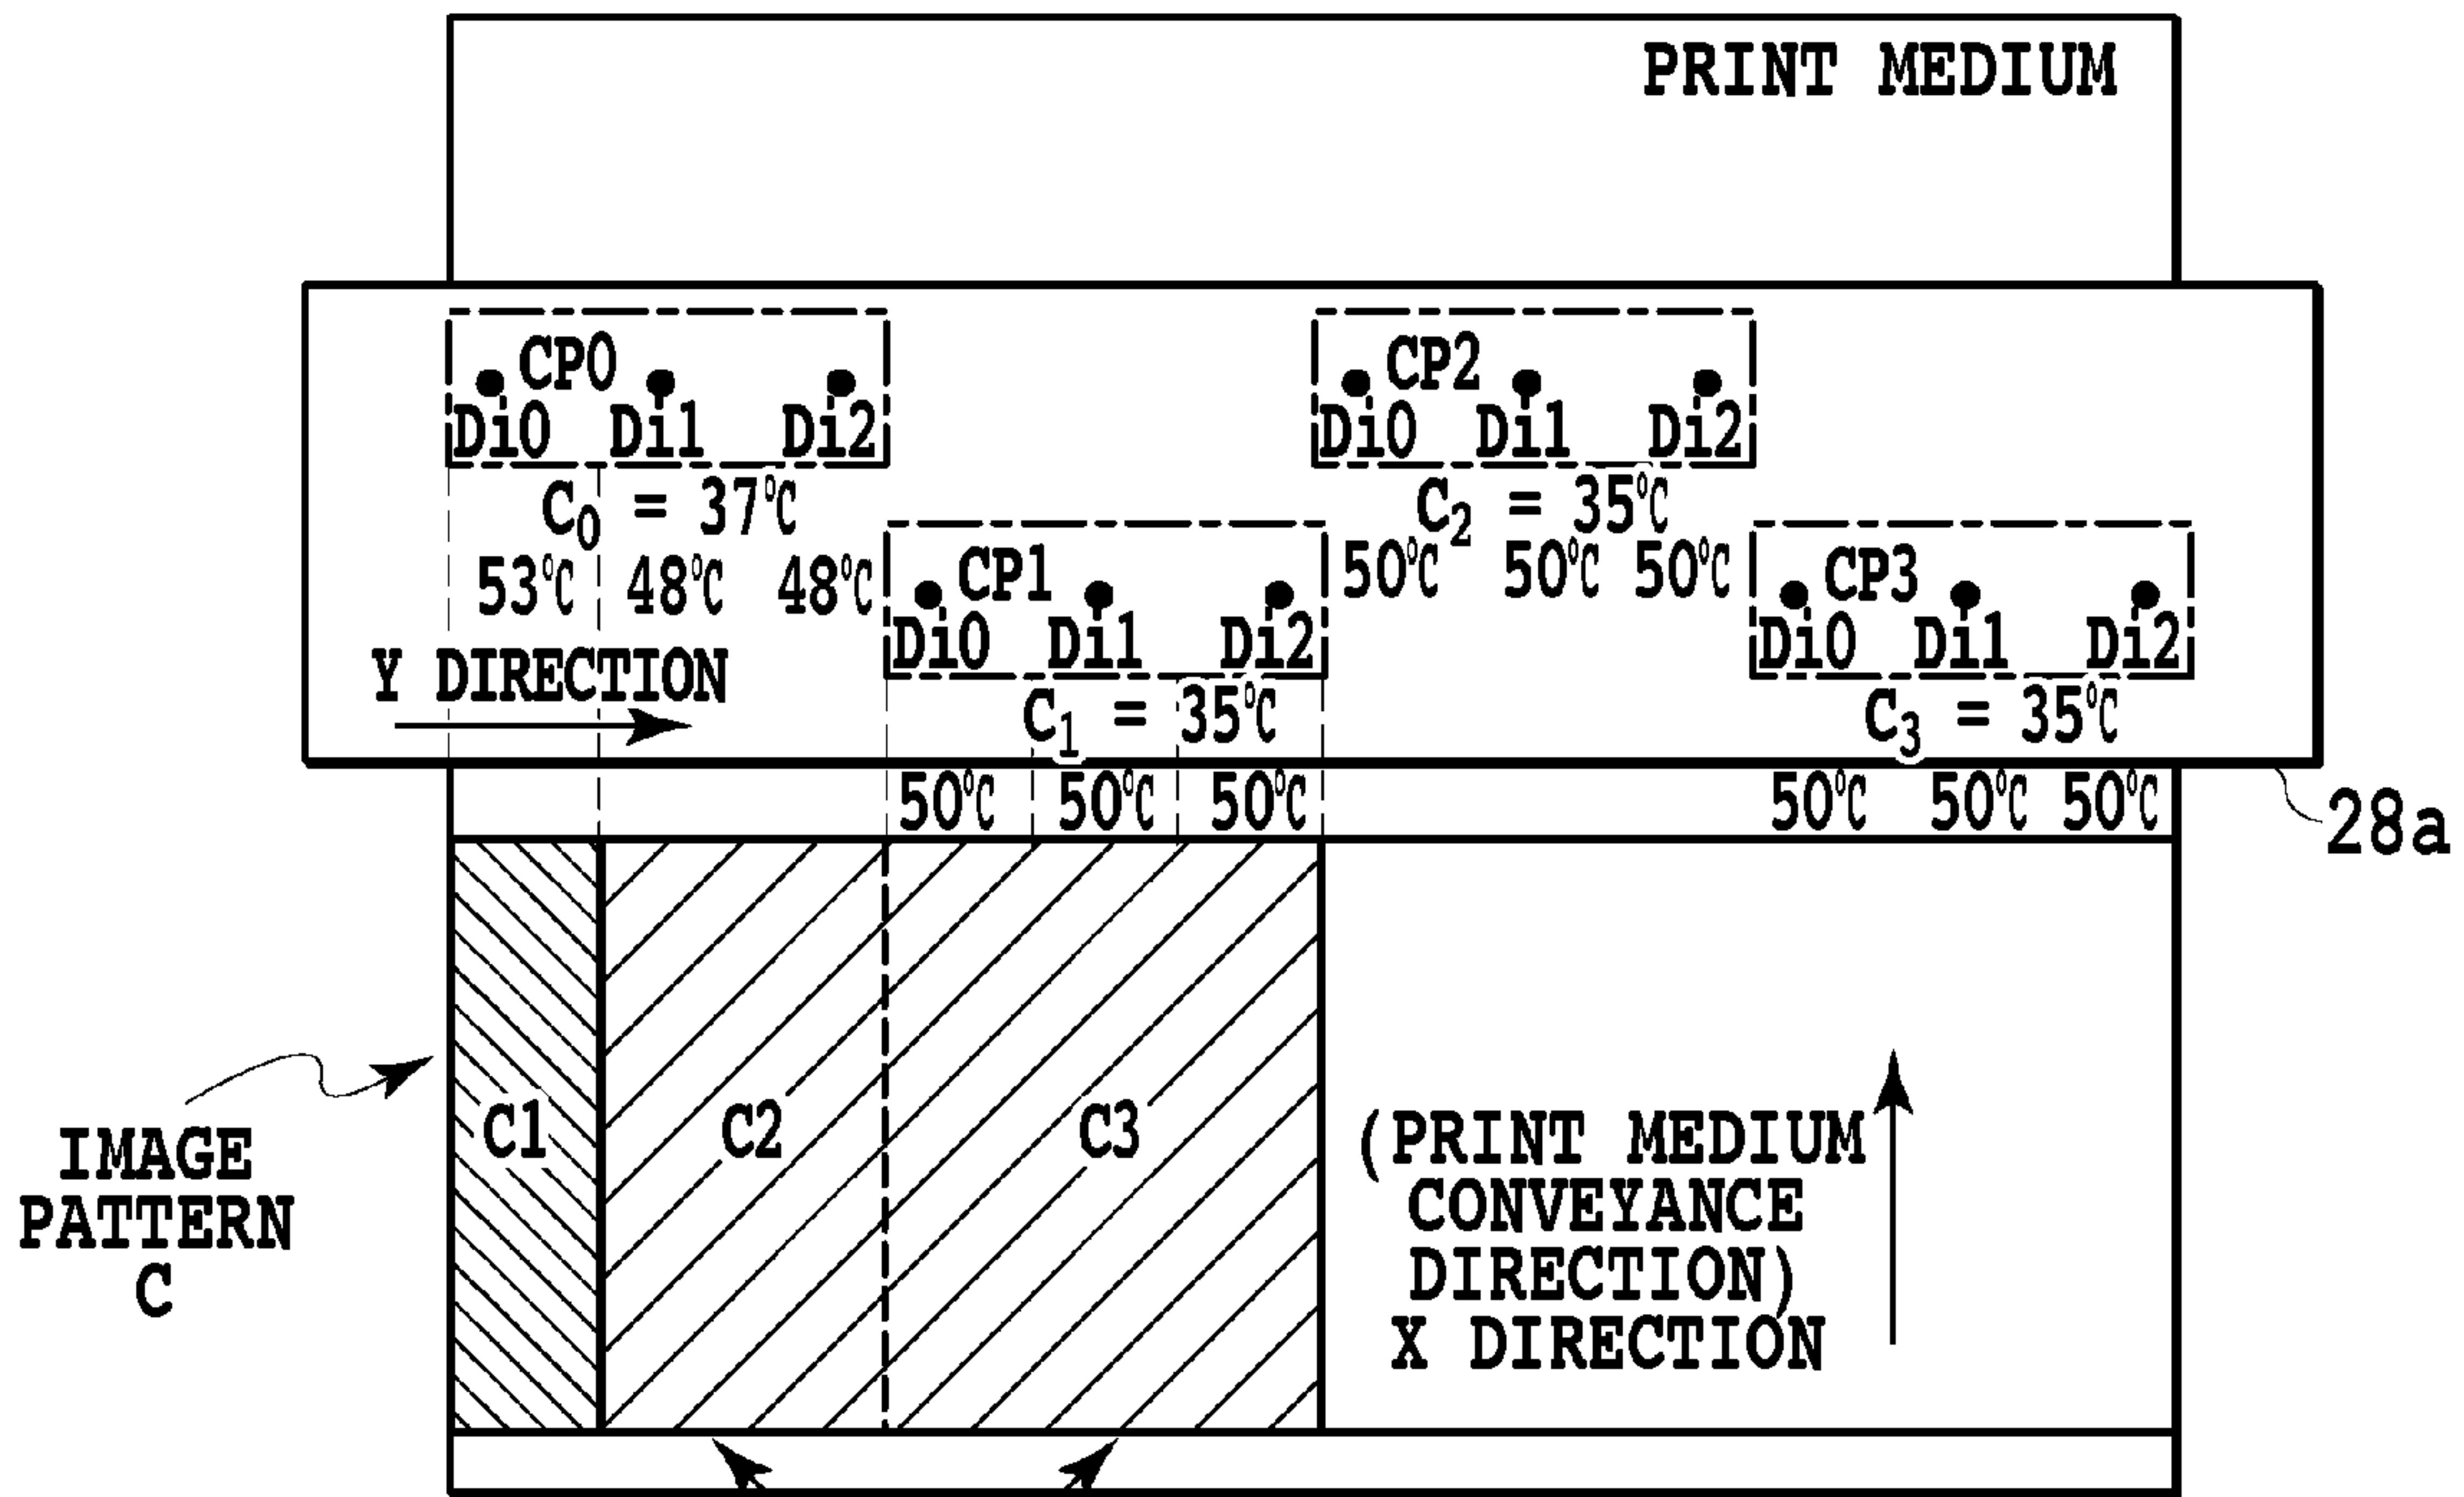 PRINT MEDIUM
CP0
Di0 Di1 Di2
C0 = 37℃
53℃ 48℃ 48℃
CP2
Di0 Di1 Di2
C2 = 35℃
50℃ 50℃ 50℃
CP1
Di0 Di1 Di2
C1 = 35℃
50℃ 50℃ 50℃
CP3
Di0 Di1 Di2
C3 = 35℃
50℃ 50℃ 50℃
Y DIRECTION
28a
C1
C2
C3
IMAGE
PATTERN
C
(PRINT MEDIUM
CONVEYANCE
DIRECTION)
X DIRECTION